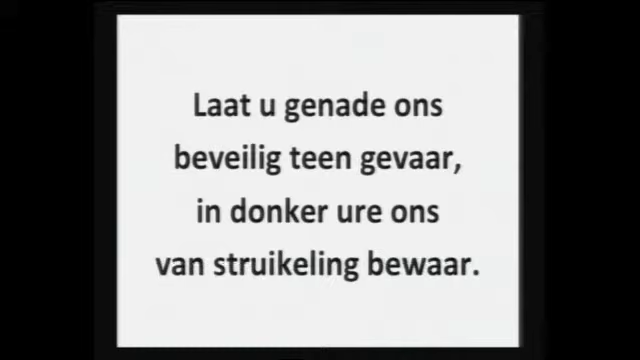 Laat u genade ons
beveilig teen gevaar,
in donker ure ons
van struikeling bewaar.